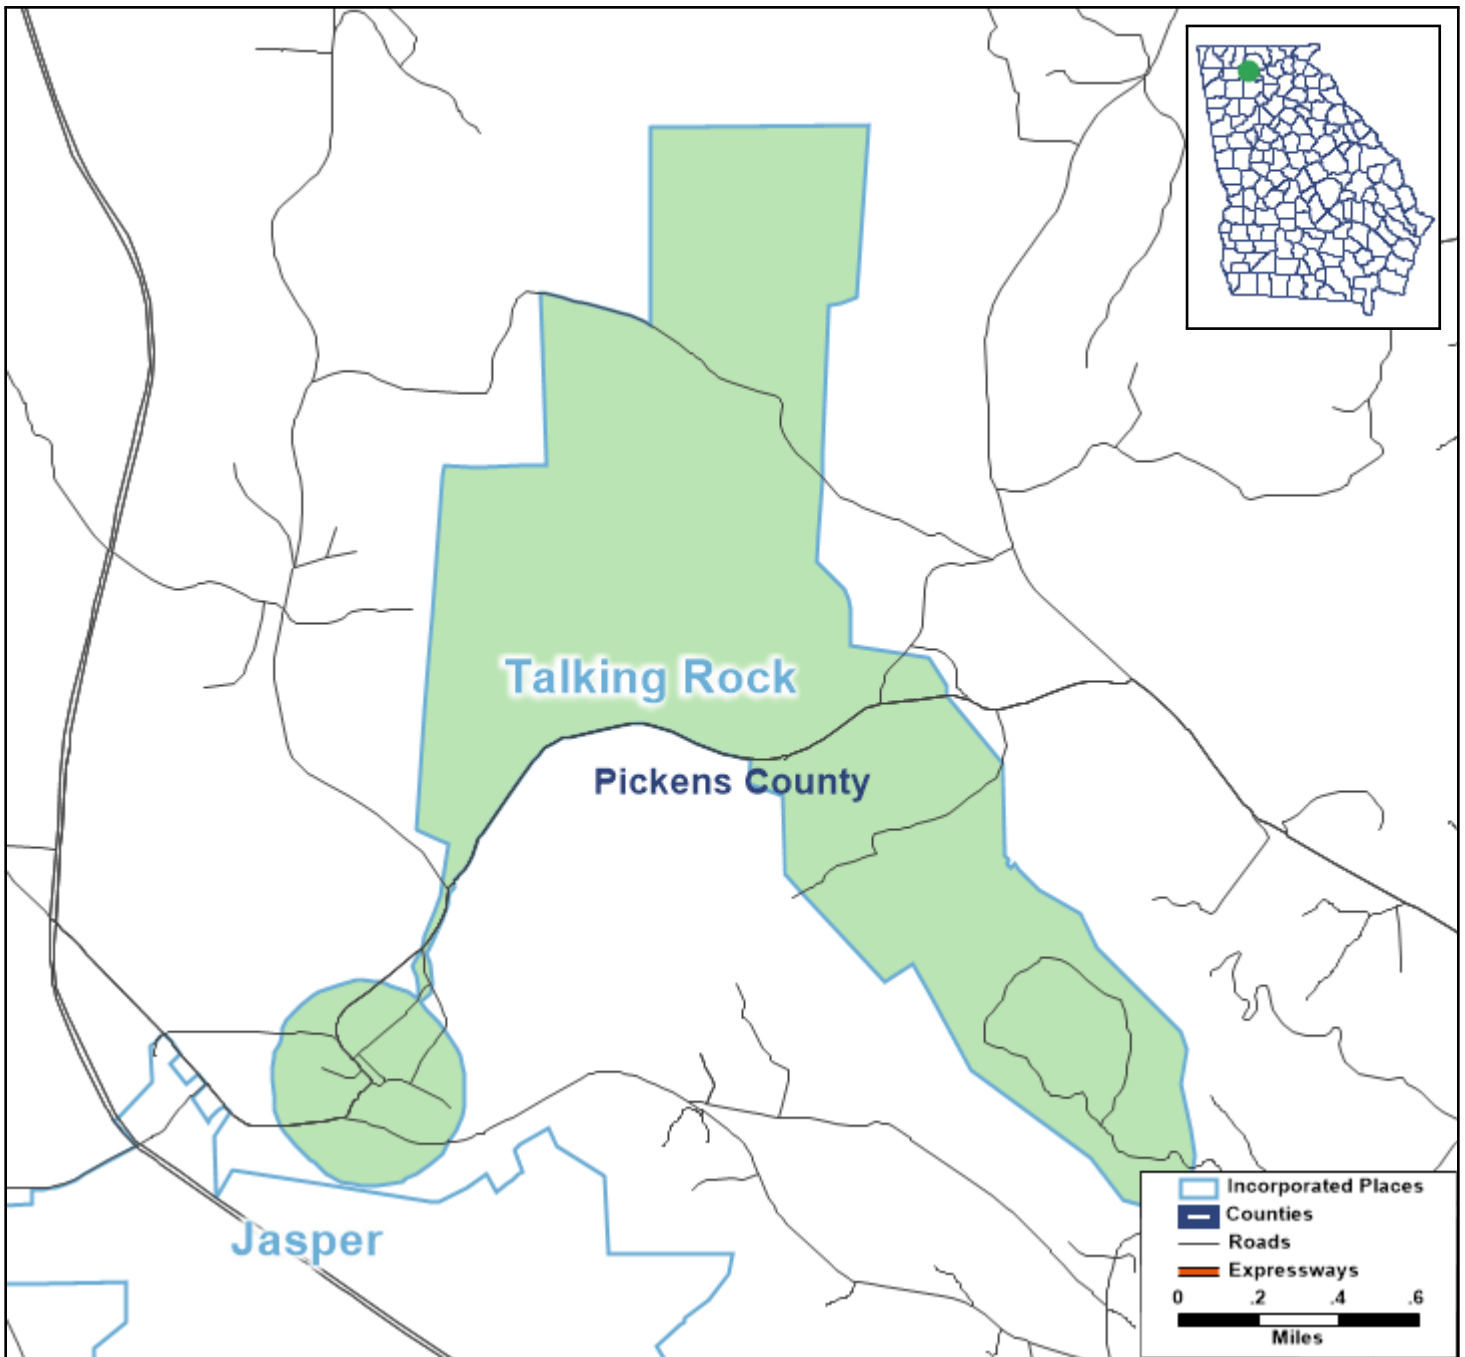 Talking Rock
Pickens County
Jasper
Incorporated Places
Counties
Roads
Expressways
0 .2 .4 .6
Miles